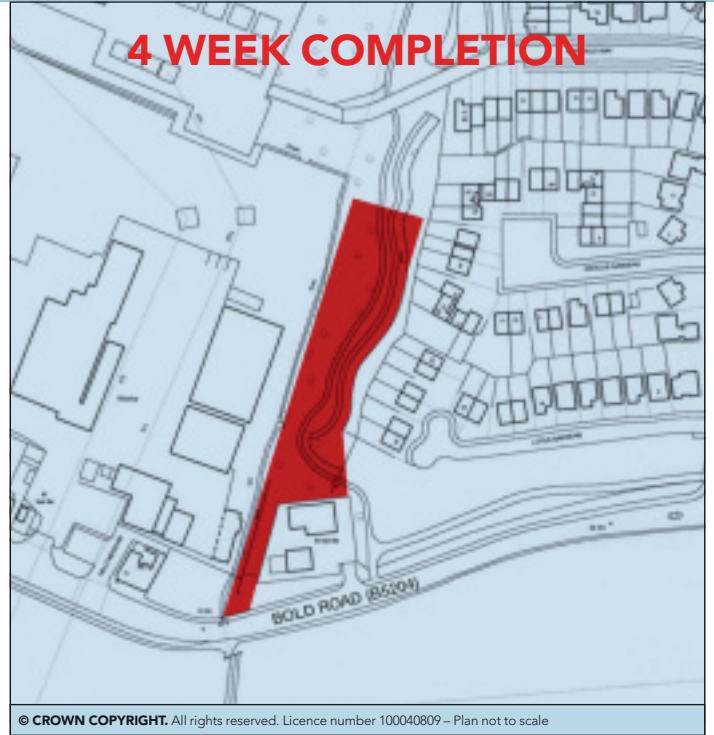 4 WEEK COMPLETION
BOLD ROAD (B5204)
© CROWN COPYRIGHT. All rights reserved. Licence number 100040809 – Plan not to scale